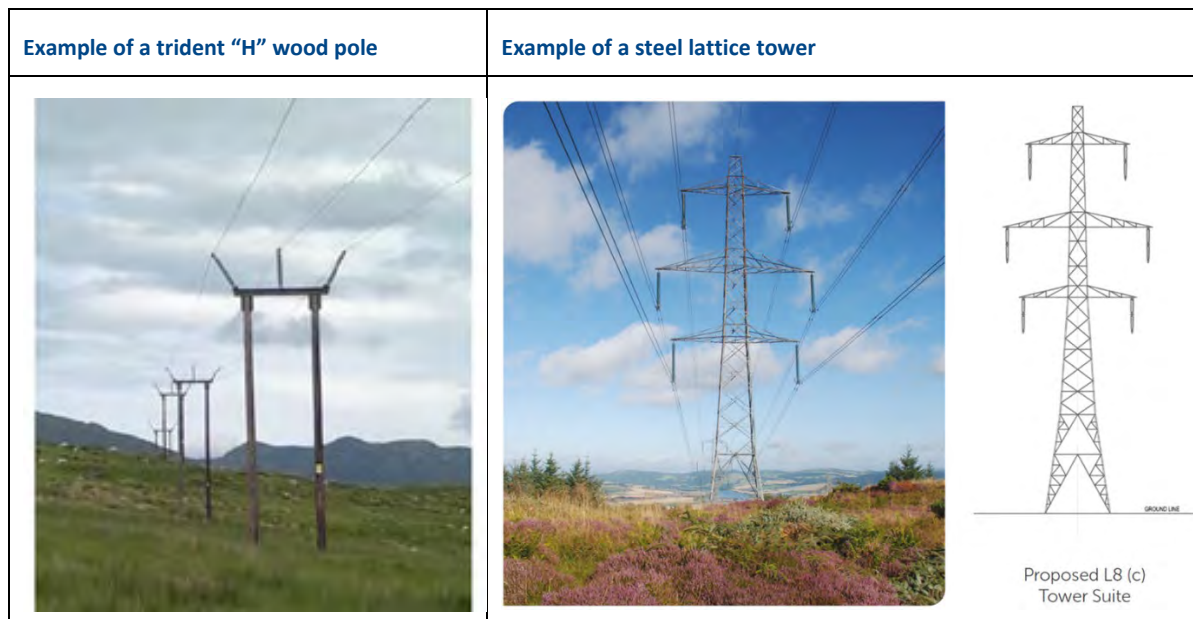 Example of a trident “H” wood pole
Example of a steel lattice tower
GROUND LINE
Proposed L8 (c)
Tower Suite